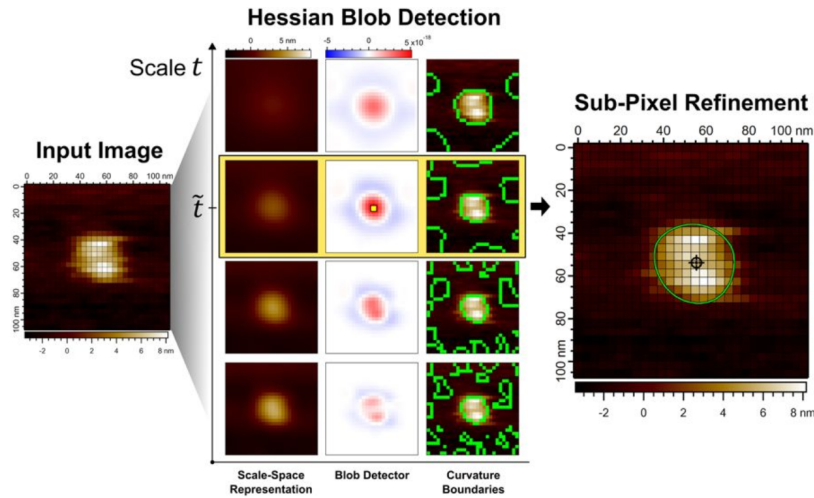 Hessian Blob Detection
0 5 nm
-5 0 5 x10⁻¹⁶
Scale t
t̃
Input Image
0 20 40 60 80 100 nm
0
20
40
60
80
100 nm
-2 0 2 4 6 8 nm
Sub-Pixel Refinement
0 20 40 60 80 100 nm
0
20
40
60
80
100 nm
-2 0 2 4 6 8 nm
Scale-Space
Representation
Blob Detector
Curvature
Boundaries